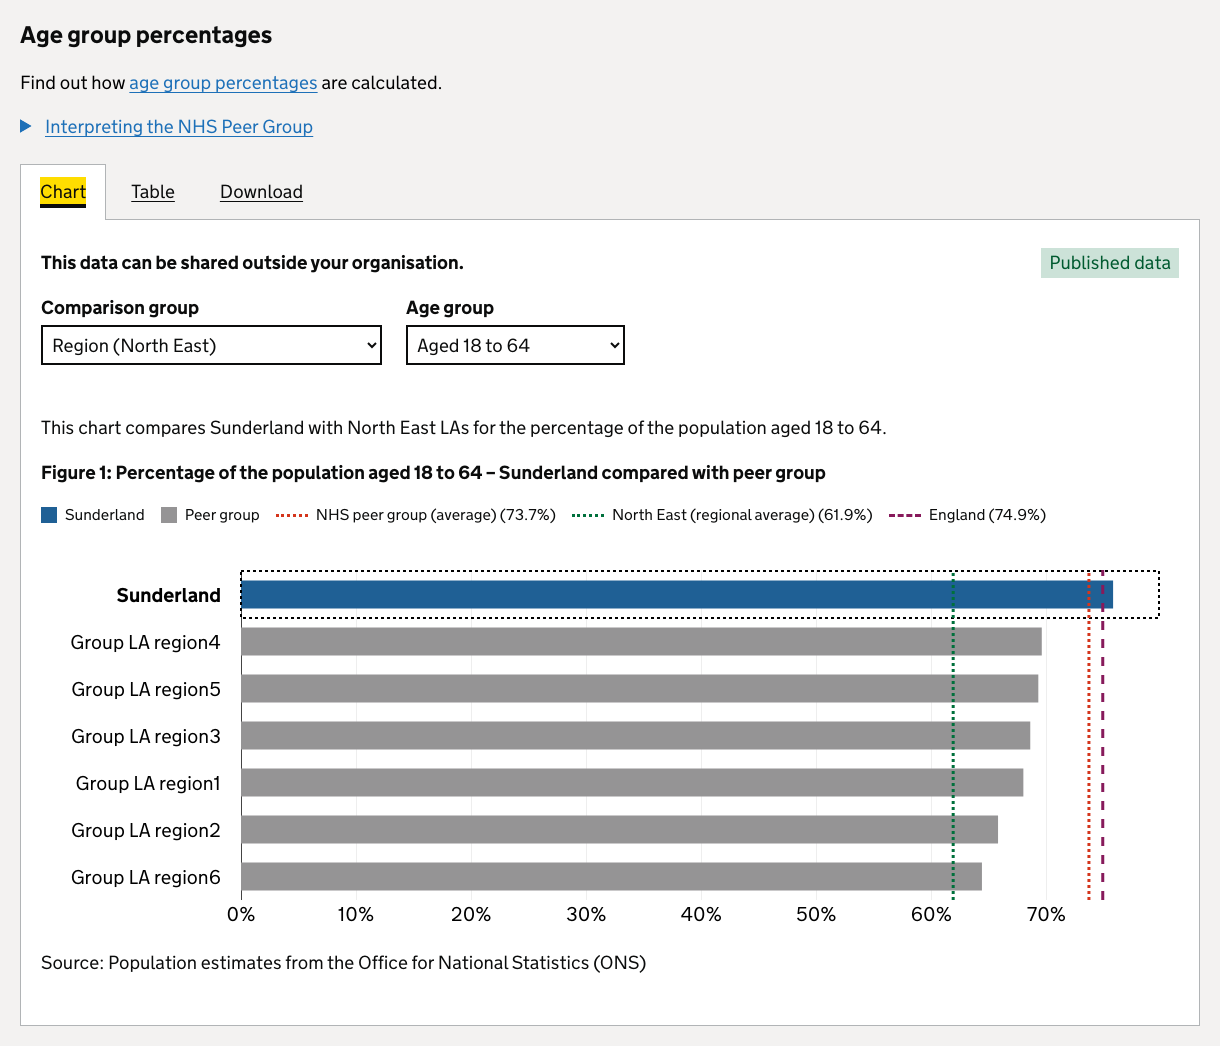 Age group percentages
Find out how age group percentages are calculated.
Interpreting the NHS Peer Group
Chart Table Download
This data can be shared outside your organisation. Published data
Comparison group Age group
Region (North East) Aged 18 to 64
This chart compares Sunderland with North East LAs for the percentage of the population aged 18 to 64.
Figure 1: Percentage of the population aged 18 to 64 – Sunderland compared with peer group
Sunderland Peer group NHS peer group (average) (73.7%) North East (regional average) (61.9%) England (74.9%)
Sunderland
Group LA region4
Group LA region5
Group LA region3
Group LA region1
Group LA region2
Group LA region6
0% 10% 20% 30% 40% 50% 60% 70%
Source: Population estimates from the Office for National Statistics (ONS)